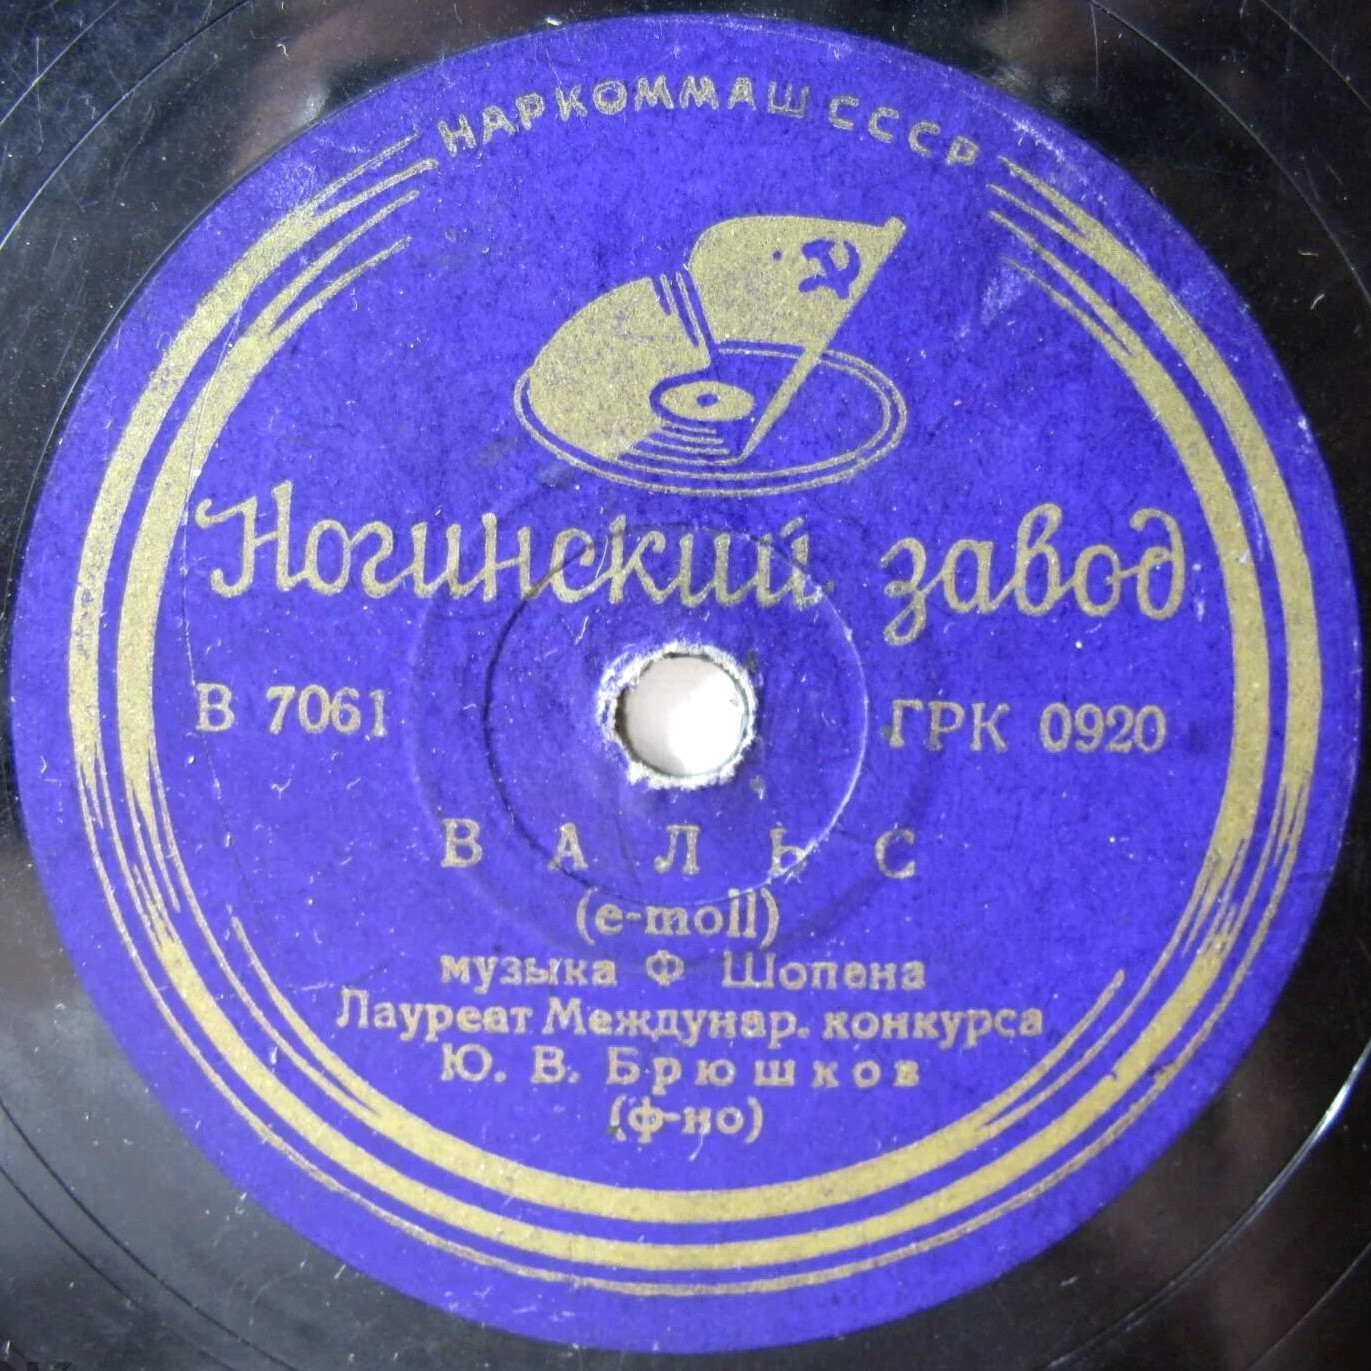 НАРКОММАШ СССР
Ногинский завод
В 7061 ГРК 0920
ВАЛЬС
(e-moll)
музыка Ф Шопена
Лауреат Междунар. конкурса
Ю. В. Брюшков
(ф-но)